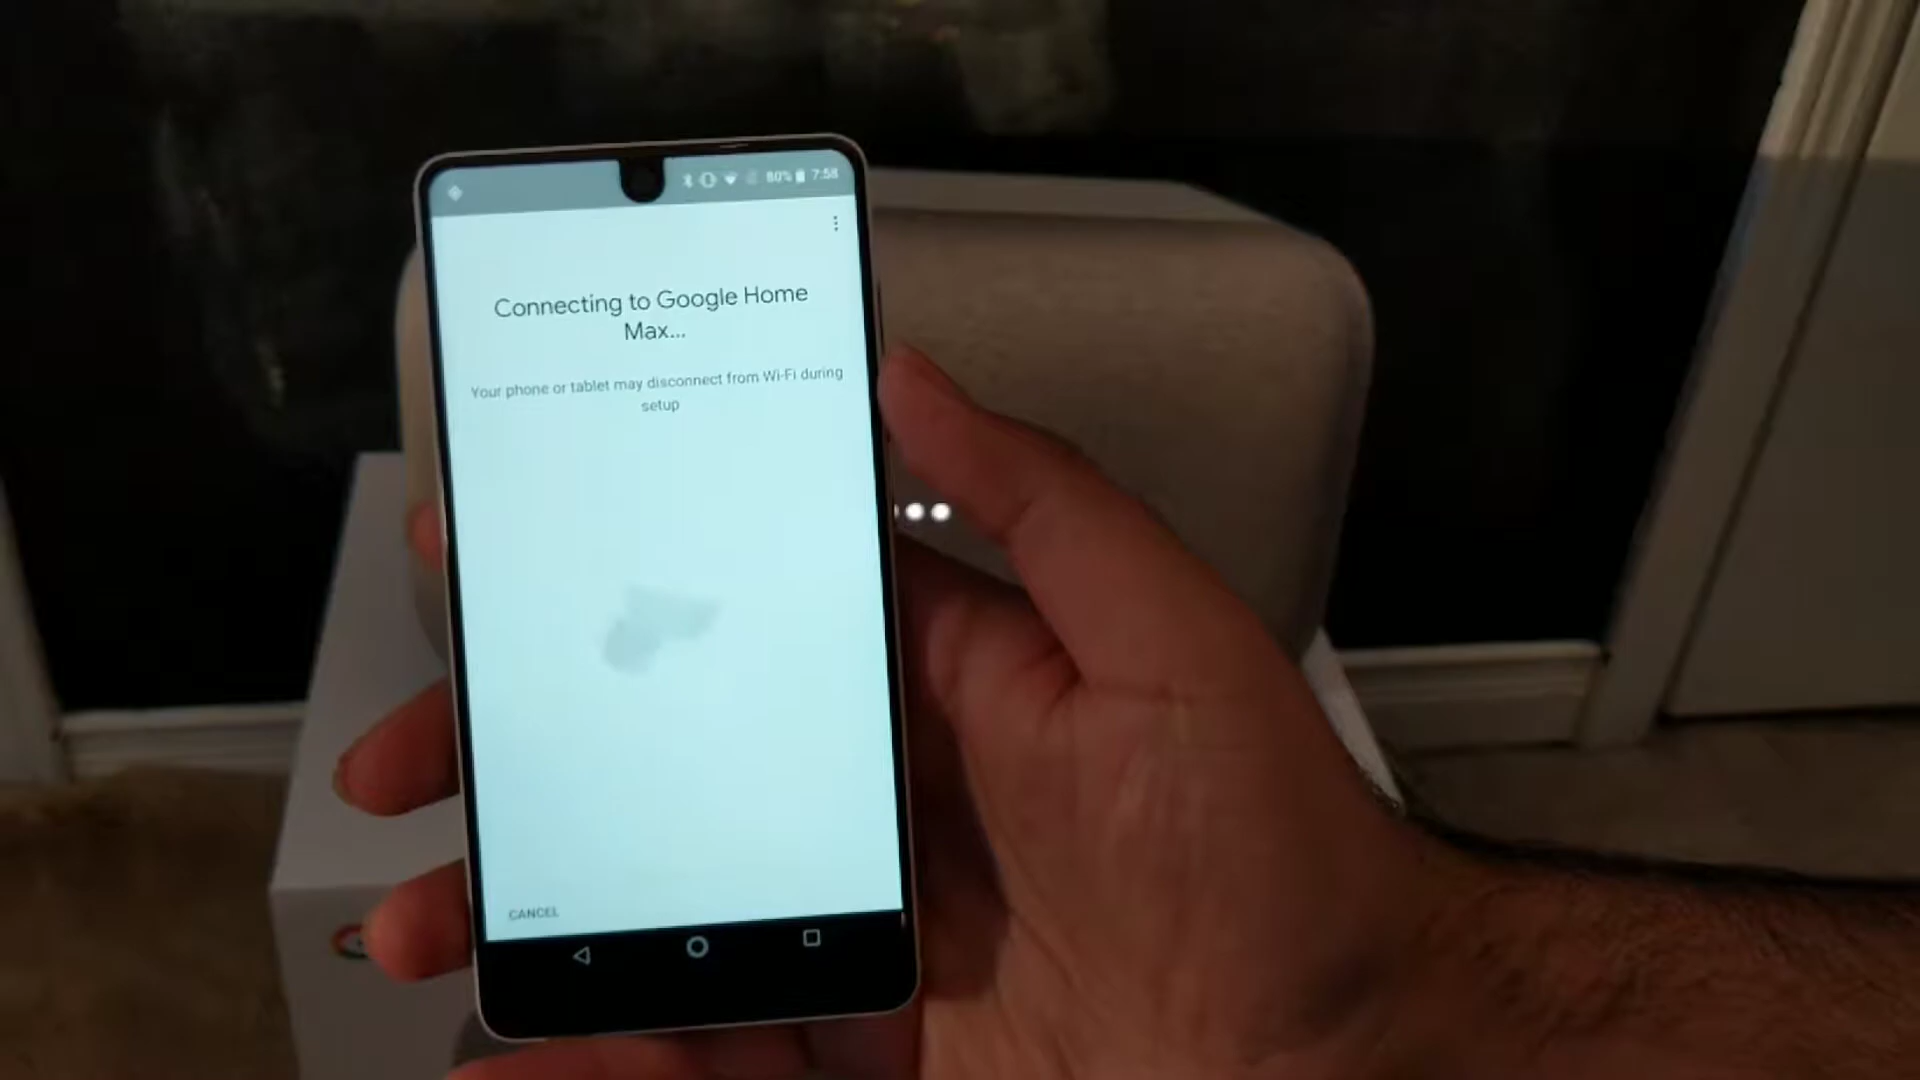 80% 7:58
Connecting to Google Home
Max...
Your phone or tablet may disconnect from Wi-Fi during
setup
CANCEL